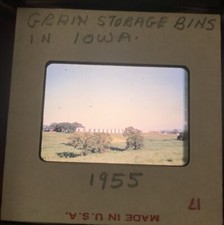 GRAIN STORAGE BINS
IN IOWA.
1955
MADE IN U.S.A.
17